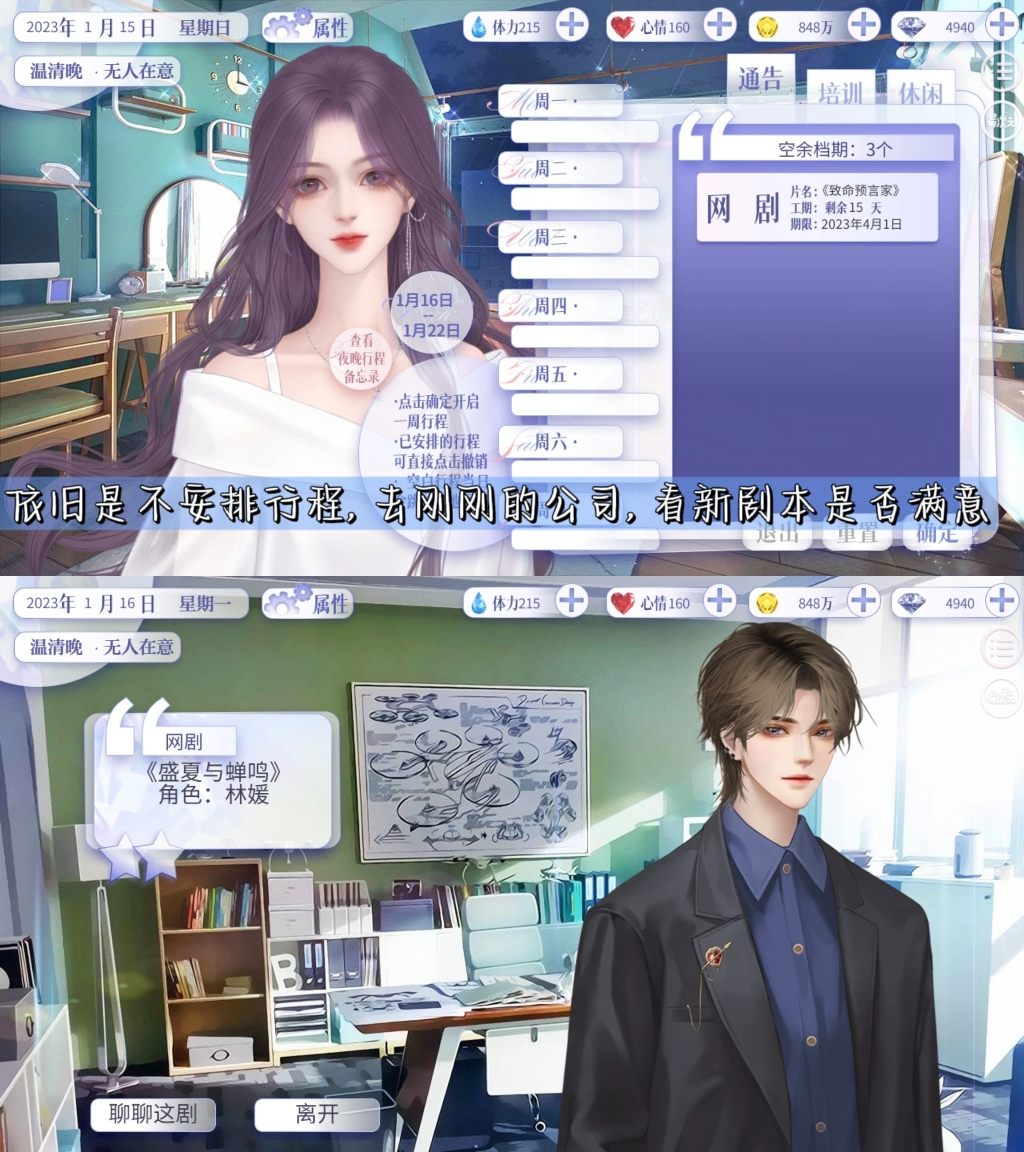 2023年 1 月 15 日 星期日
属性
体力215
心情160
848万
4940
温清晚 · 无人在意
通告
培训
休闲
周一 ·
周二 ·
周三 ·
周四 ·
周五 ·
周六 ·
空余档期：3个
网 剧
片名：《致命预言家》
工期：剩余15 天
期限：2023年4月1日
1月16日
--
1月22日
查看
夜晚行程
备忘录
·点击确定开启
一周行程
·已安排的行程
可直接点击撤销
· 空白行程当日
依旧是不安排行程，去刚刚的公司，看新剧本是否满意
退出
重置
确定
2023年 1 月 16 日 星期一
属性
体力215
心情160
848万
4940
温清晚 · 无人在意
网剧
《盛夏与蝉鸣》
角色：林媛
B
聊聊这剧
离开